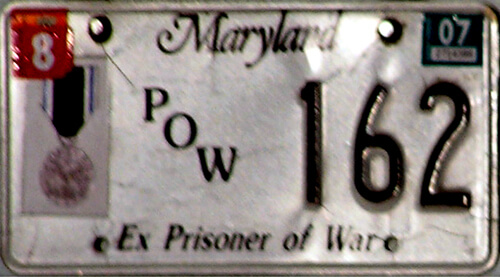 8 Maryland 07
POW 162
Ex Prisoner of War